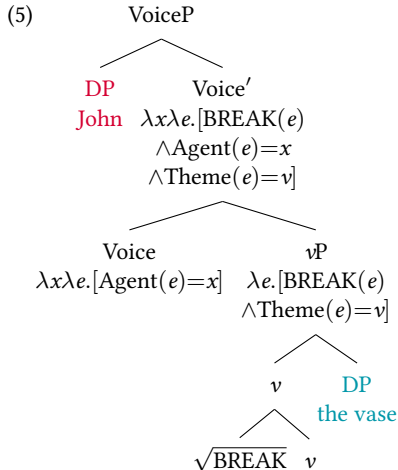 (5) VoiceP
DP Voice′
John λxλe.[BREAK(e)
∧Agent(e)=x
∧Theme(e)=v]
Voice vP
λxλe.[Agent(e)=x] λe.[BREAK(e)
∧Theme(e)=v]
v DP
the vase
√BREAK v